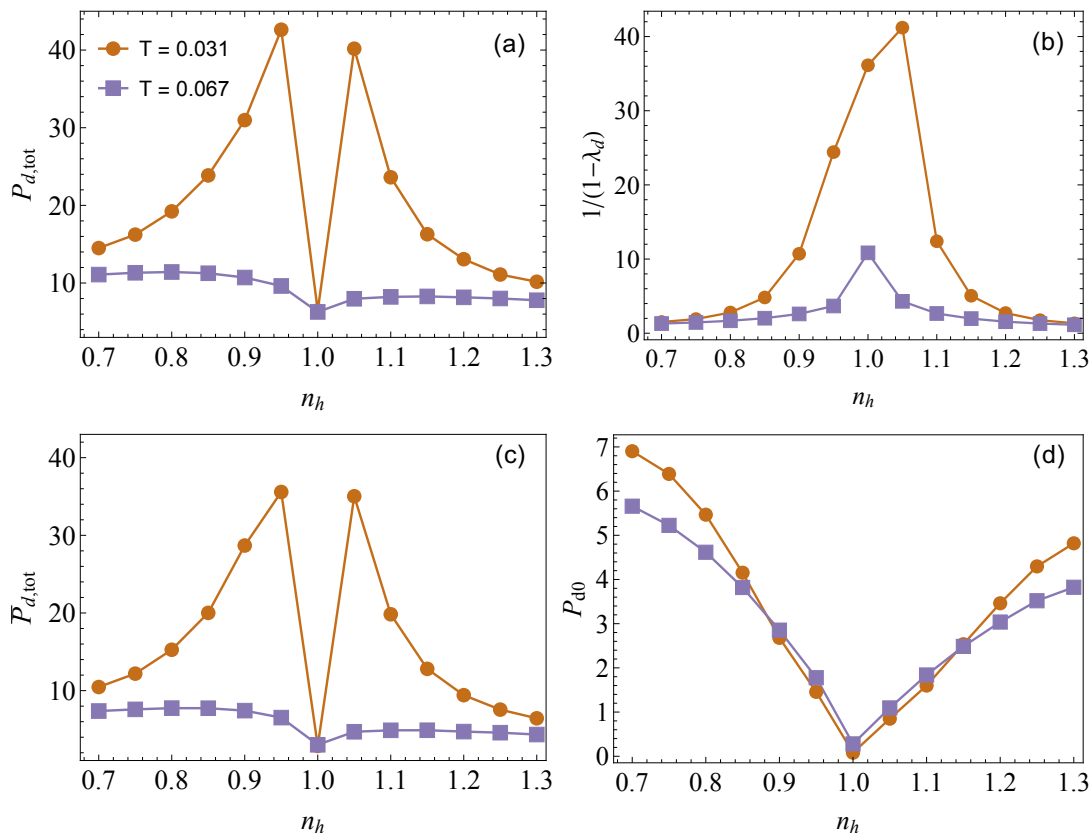 (a)
T = 0.031
T = 0.067
P_{d,tot}
40
30
20
10
0.7 0.8 0.9 1.0 1.1 1.2 1.3
n_h
(b)
1/(1−λ_d)
40
30
20
10
0
0.7 0.8 0.9 1.0 1.1 1.2 1.3
n_h
(c)
P̅_{d,tot}
40
30
20
10
0.7 0.8 0.9 1.0 1.1 1.2 1.3
n_h
(d)
P_{d0}
7
6
5
4
3
2
1
0
0.7 0.8 0.9 1.0 1.1 1.2 1.3
n_h